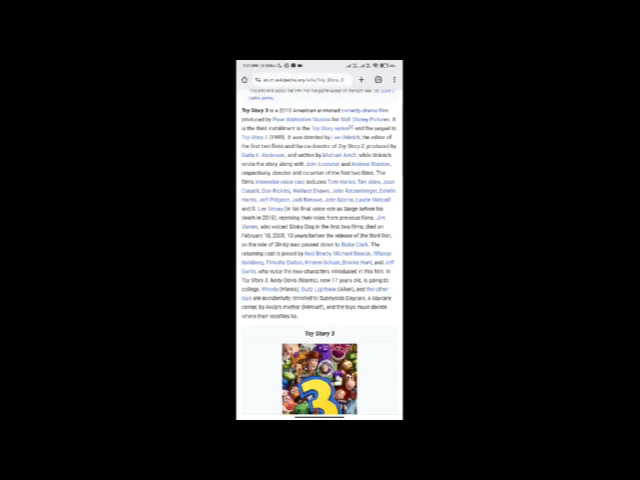 en.m.wikipedia.org/wiki/Toy_Story_3
Toy Story 3 is a 2010 American animated comedy-drama film
produced by Pixar Animation Studios for Walt Disney Pictures. It
is the third installment in the Toy Story series and the sequel to
Toy Story 2 (1999). It was directed by Lee Unkrich, the editor of
the first two films and the co-director of Toy Story 2, produced by
Darla K. Anderson, and written by Michael Arndt, while Unkrich
wrote the story along with John Lasseter and Andrew Stanton,
respectively, director and co-writer of the first two films. The
film's ensemble voice cast includes Tom Hanks, Tim Allen, Joan
Cusack, Don Rickles, Wallace Shawn, John Ratzenberger, Estelle
Harris, Jeff Pidgeon, Jodi Benson, John Morris, Laurie Metcalf
and R. Lee Ermey (in his final voice role as Sarge before his
death in 2018), reprising their roles from previous films. Jim
Varney, who voiced Slinky Dog in the first two films, died on
February 10, 2000, 10 years before the release of the third film,
so the role of Slinky was passed down to Blake Clark. The
returning cast is joined by Ned Beatty, Michael Keaton, Whoopi
Goldberg, Timothy Dalton, Kristen Schaal, Bonnie Hunt, and Jeff
Garlin, who voice the new characters introduced in this film. In
Toy Story 3, Andy Davis (Morris), now 17 years old, is going to
college. Woody (Hanks), Buzz Lightyear (Allen), and the other
toys are accidentally donated to Sunnyside Daycare, a daycare
center, by Andy's mother (Metcalf), and the toys must decide
where their loyalties lie.
Toy Story 3
3